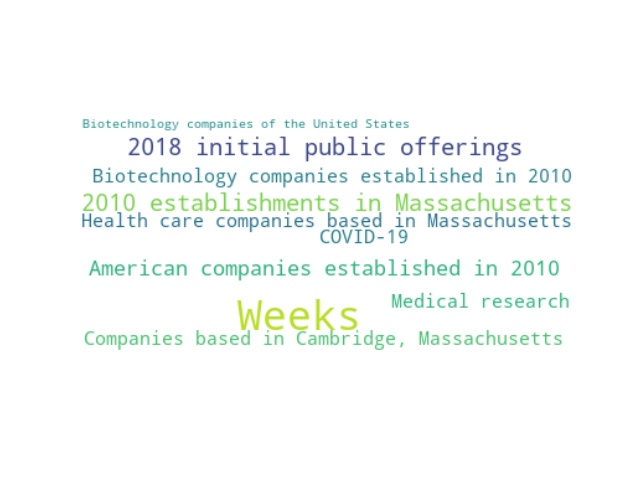 Biotechnology companies of the United States
2018 initial public offerings
Biotechnology companies established in 2010
2010 establishments in Massachusetts
Health care companies based in Massachusetts
COVID-19
American companies established in 2010
Medical research
Weeks
Companies based in Cambridge, Massachusetts